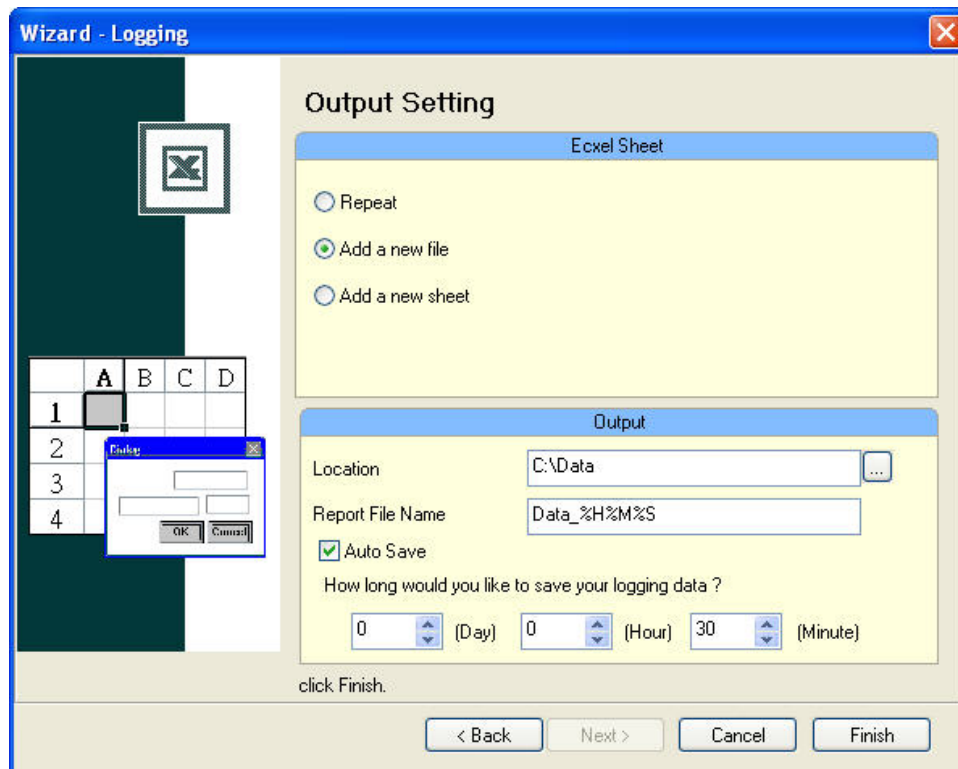 Wizard - Logging
Output Setting
Ecxel Sheet
Repeat
Add a new file
Add a new sheet
A B C D
1
2
3
4
Dialog
OK Cancel
Output
Location C:\Data ...
Report File Name Data_%H%M%S
Auto Save
How long would you like to save your logging data ?
0 (Day) 0 (Hour) 30 (Minute)
click Finish.
< Back Next > Cancel Finish